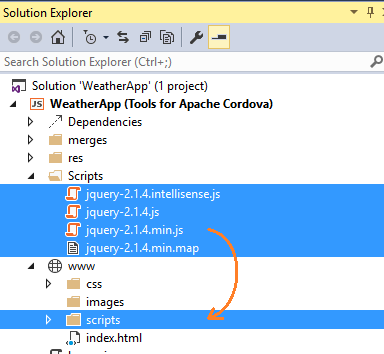 Solution Explorer
Search Solution Explorer (Ctrl+;)
Solution 'WeatherApp' (1 project)
JS WeatherApp (Tools for Apache Cordova)
Dependencies
merges
res
Scripts
jquery-2.1.4.intellisense.js
jquery-2.1.4.js
jquery-2.1.4.min.js
jquery-2.1.4.min.map
www
css
images
scripts
index.html